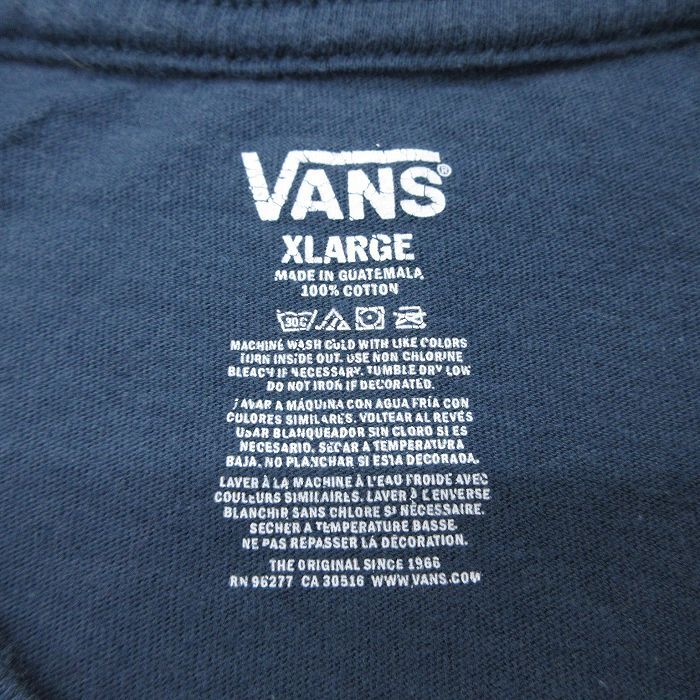 VANS®
XLARGE
MADE IN GUATEMALA
100% COTTON
30C
MACHINE WASH COLD WITH LIKE COLORS
TURN INSIDE OUT. USE NON CHLORINE
BLEACH IF NECESSARY. TUMBLE DRY LOW
DO NOT IRON IF DECORATED.
LAVAR A MÁQUINA CON AGUA FRÍA CON
COLORES SIMILARES. VOLTEAR AL REVÉS
USAR BLANQUEADOR SIN CLORO SI ES
NECESARIO. SECAR A TEMPERATURA
BAJA. NO PLANCHAR SI ESTA DECORADA.
LAVER À LA MACHINE À L'EAU FROIDE AVEC
COULEURS SIMILAIRES. LAVER À L'ENVERSE
BLANCHIR SANS CHLORE SI NÉCESSAIRE.
SECHER A TEMPÉRATURE BASSE.
NE PAS REPASSER LA DÉCORATION.
THE ORIGINAL SINCE 1966
RN 96277 CA 30516 WWW.VANS.COM